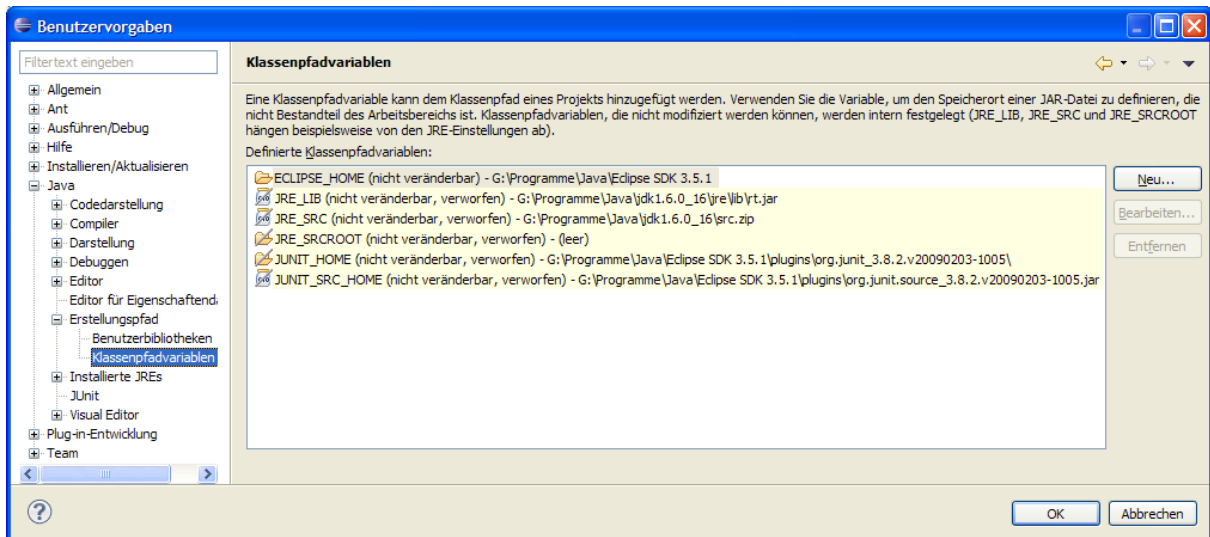 Benutzervorgaben
Filtertext eingeben
Allgemein
Ant
Ausführen/Debug
Hilfe
Installieren/Aktualisieren
Java
Codedarstellung
Compiler
Darstellung
Debuggen
Editor
Editor für Eigenschaftend
Erstellungspfad
Benutzerbibliotheken
Klassenpfadvariablen
Installierte JREs
JUnit
Visual Editor
Plug-in-Entwicklung
Team
Klassenpfadvariablen
Eine Klassenpfadvariable kann dem Klassenpfad eines Projekts hinzugefügt werden. Verwenden Sie die Variable, um den Speicherort einer JAR-Datei zu definieren, die
nicht Bestandteil des Arbeitsbereichs ist. Klassenpfadvariablen, die nicht modifiziert werden können, werden intern festgelegt (JRE_LIB, JRE_SRC und JRE_SRCROOT
hängen beispielsweise von den JRE-Einstellungen ab).
Definierte Klassenpfadvariablen:
ECLIPSE_HOME (nicht veränderbar) - G:\Programme\Java\Eclipse SDK 3.5.1
JRE_LIB (nicht veränderbar, verworfen) - G:\Programme\Java\jdk1.6.0_16\jre\lib\rt.jar
JRE_SRC (nicht veränderbar, verworfen) - G:\Programme\Java\jdk1.6.0_16\src.zip
JRE_SRCROOT (nicht veränderbar, verworfen) - (leer)
JUNIT_HOME (nicht veränderbar, verworfen) - G:\Programme\Java\Eclipse SDK 3.5.1\plugins\org.junit_3.8.2.v20090203-1005\
JUNIT_SRC_HOME (nicht veränderbar, verworfen) - G:\Programme\Java\Eclipse SDK 3.5.1\plugins\org.junit.source_3.8.2.v20090203-1005.jar
Neu...
Bearbeiten...
Entfernen
OK
Abbrechen